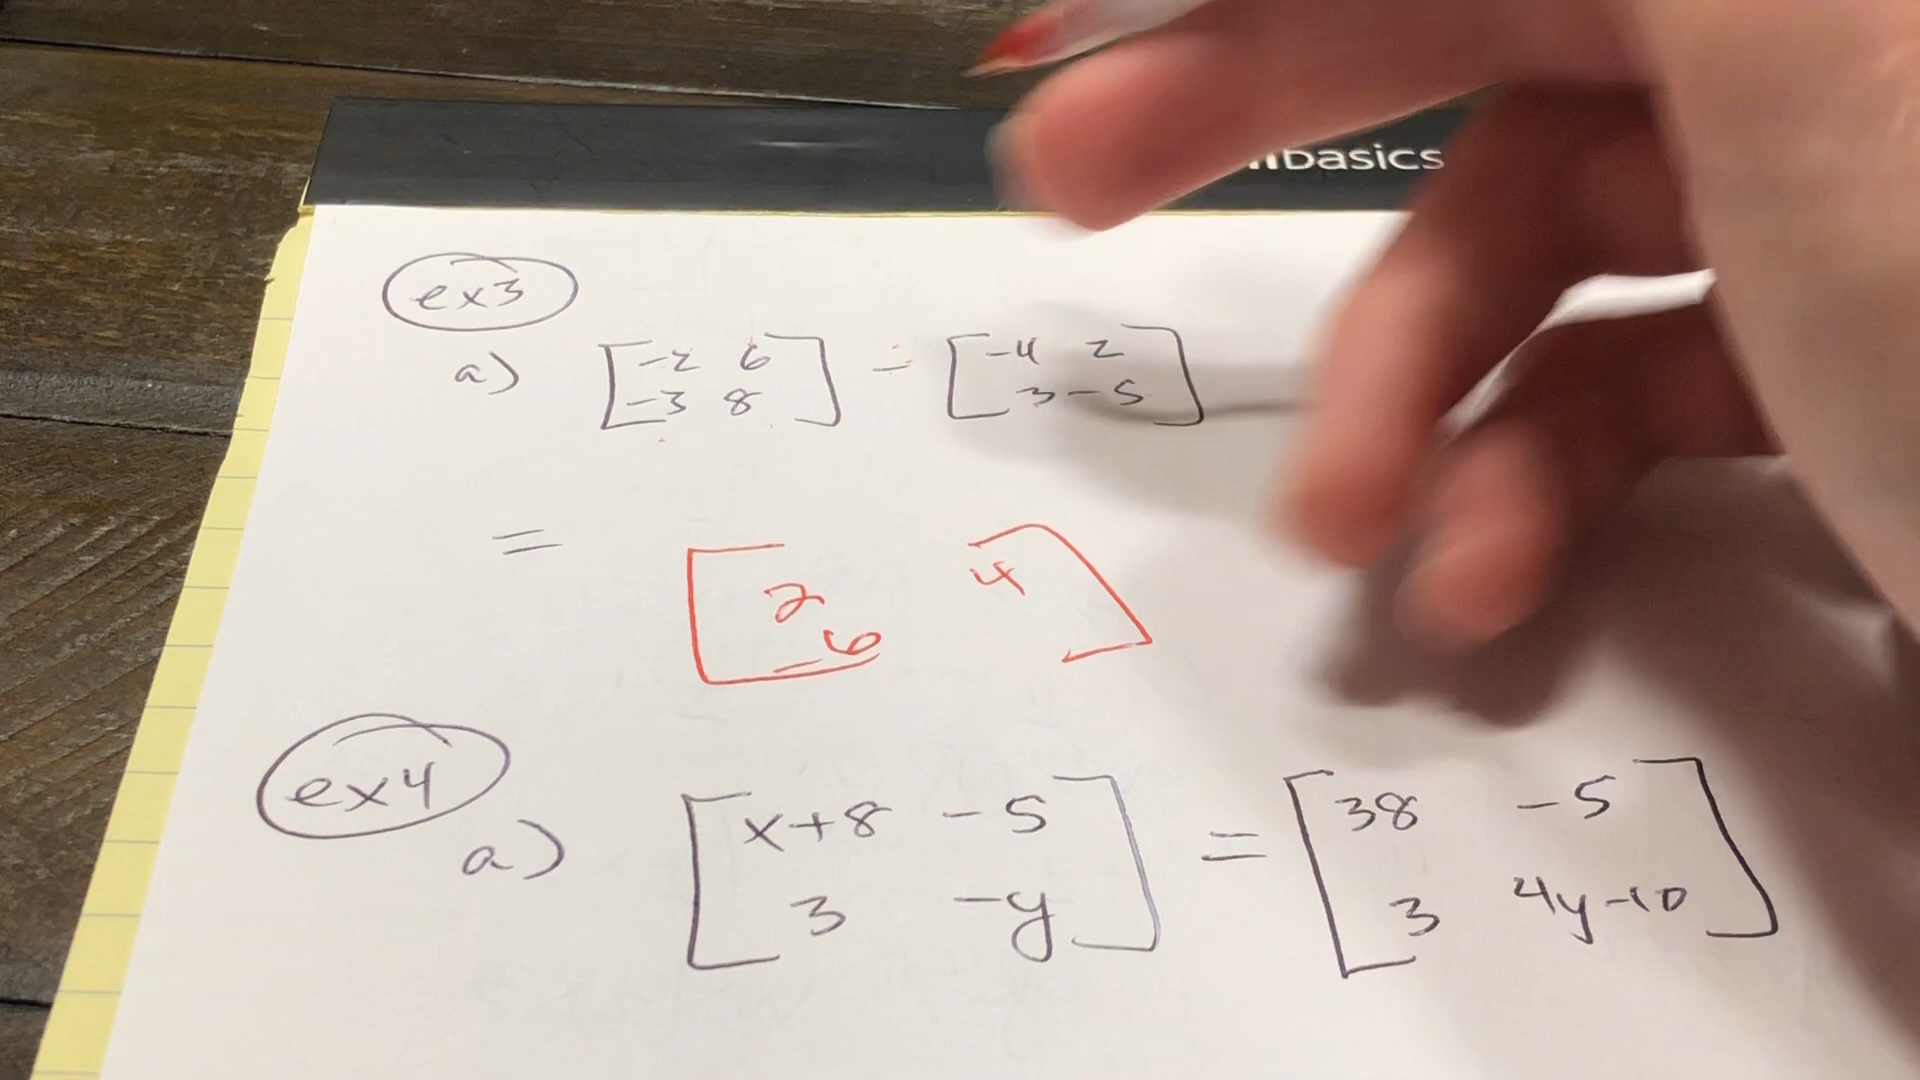 basics
ex3
a) [-2 6 -3 8] - [-4 2 3 -5]
= [2 4 -6]
ex4
a) [x+8 -5 3 -y] = [38 -5 3 4y-10]